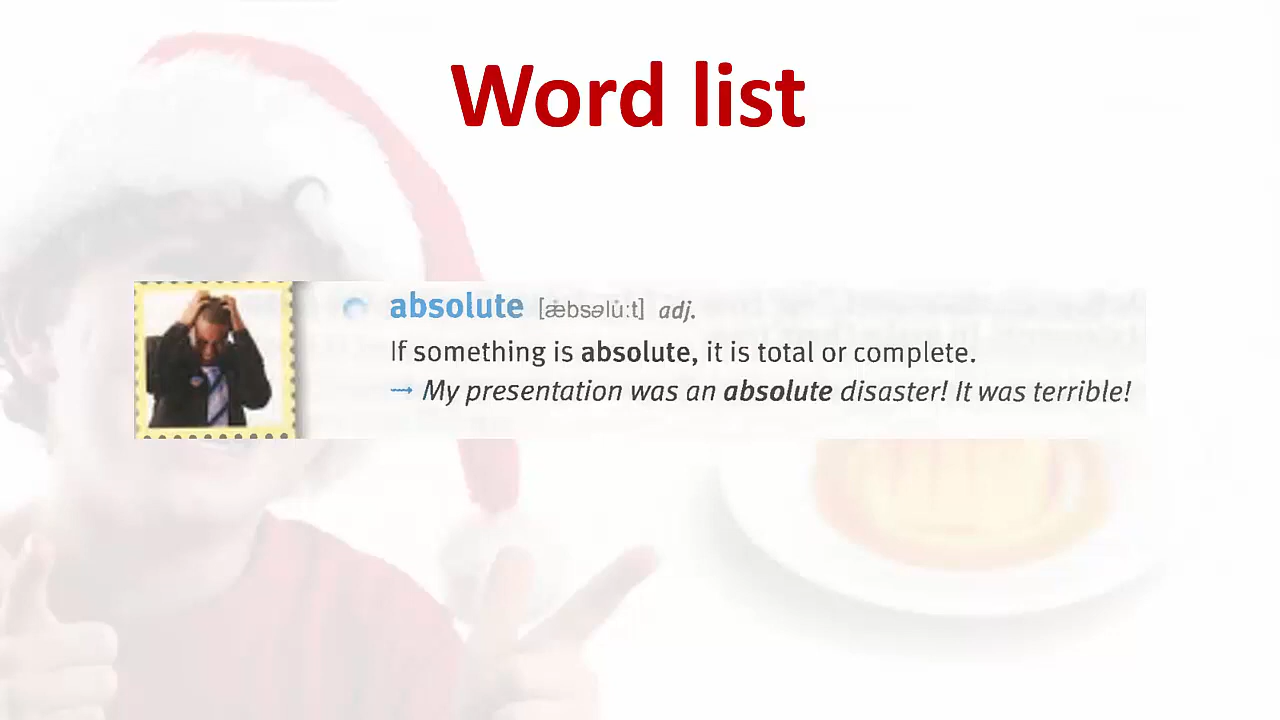 Word list
absolute [æbsəlu:t] adj.
If something is absolute, it is total or complete.
→ My presentation was an absolute disaster! It was terrible!